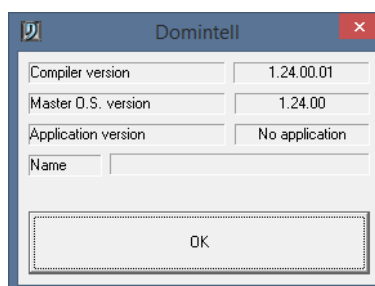 Domintell
Compiler version 1.24.00.01
Master O.S. version 1.24.00
Application version No application
Name
OK